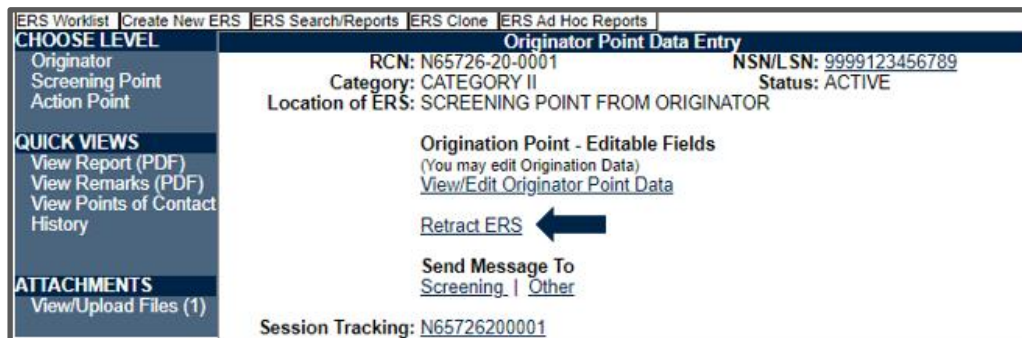 ERS Worklist Create New ERS ERS Search/Reports ERS Clone ERS Ad Hoc Reports
CHOOSE LEVEL
Originator
Screening Point
Action Point
QUICK VIEWS
View Report (PDF)
View Remarks (PDF)
View Points of Contact
History
ATTACHMENTS
View/Upload Files (1)
Originator Point Data Entry
RCN: N65726-20-0001 NSN/LSN: 9999123456789
Category: CATEGORY II Status: ACTIVE
Location of ERS: SCREENING POINT FROM ORIGINATOR
Origination Point - Editable Fields
(You may edit Origination Data)
View/Edit Originator Point Data
Retract ERS
Send Message To
Screening | Other
Session Tracking: N65726200001